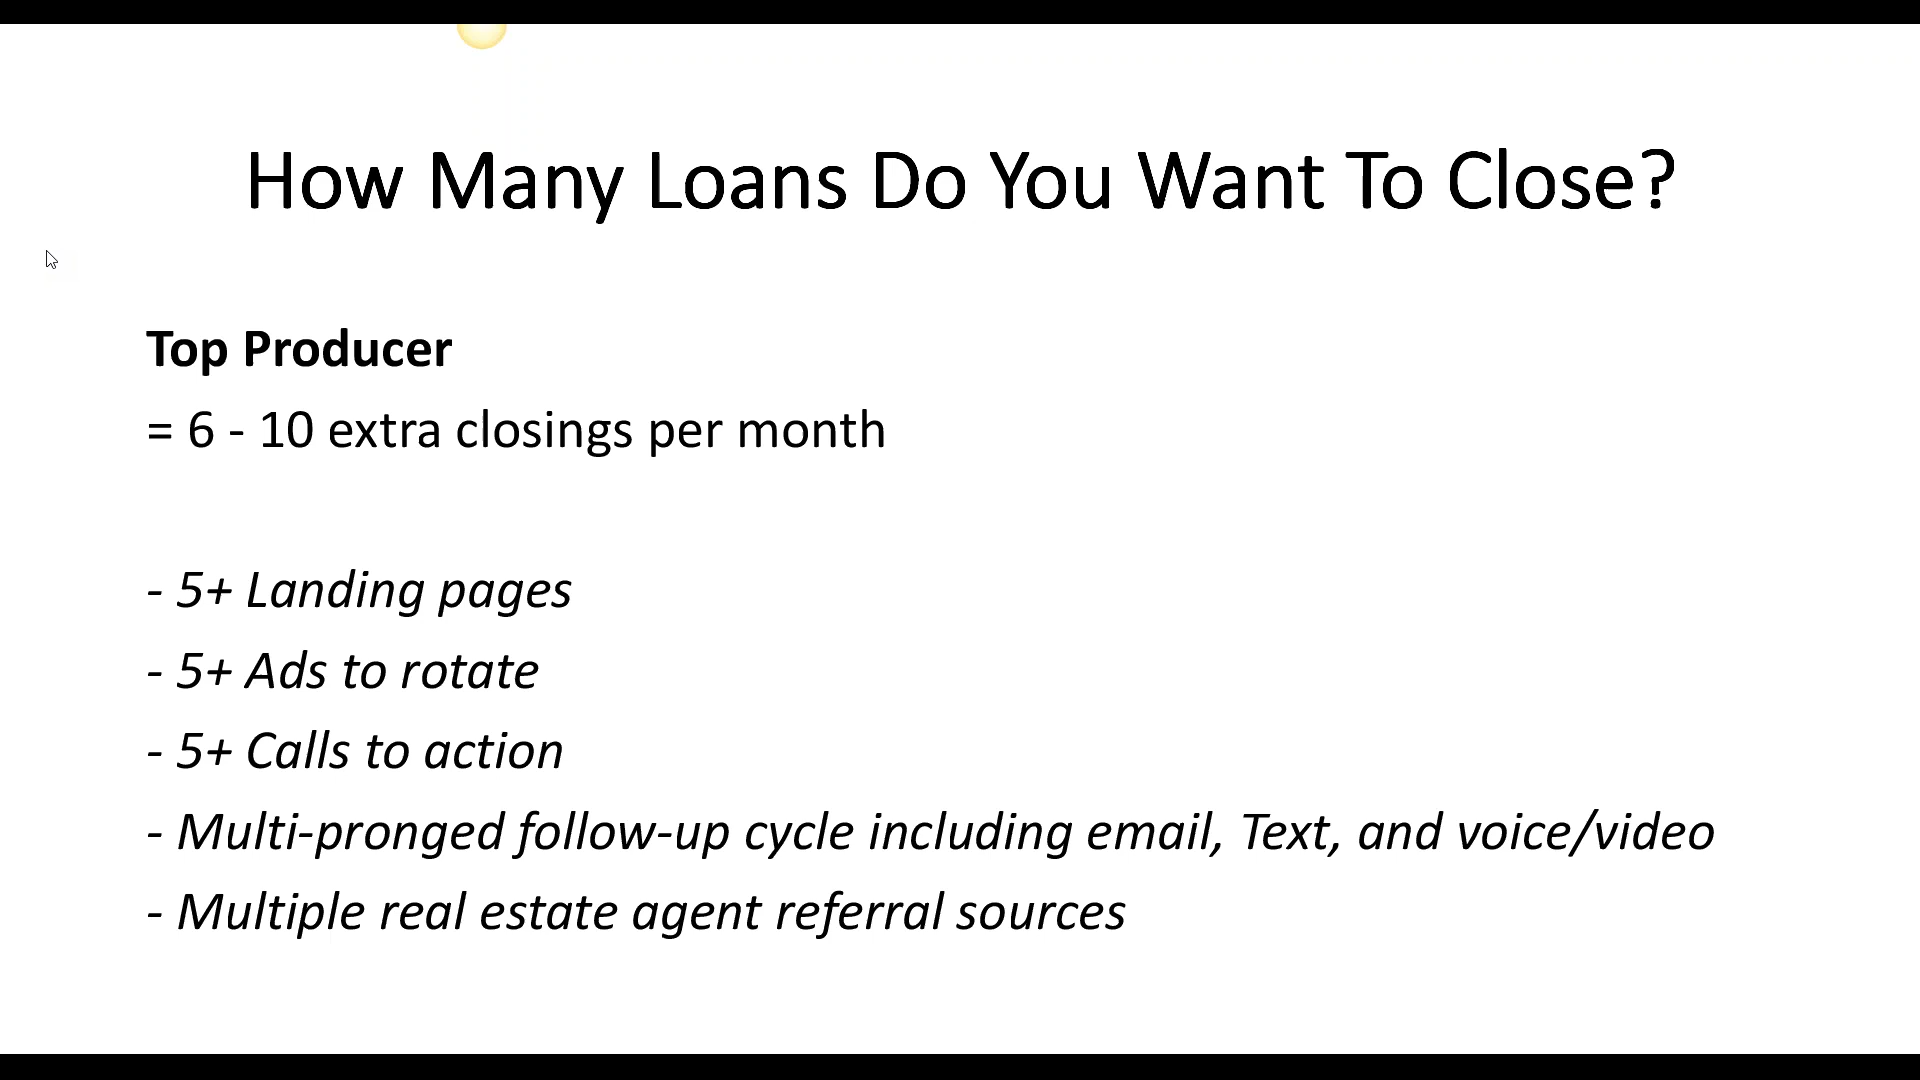 How Many Loans Do You Want To Close?
Top Producer
= 6 - 10 extra closings per month
- 5+ Landing pages
- 5+ Ads to rotate
- 5+ Calls to action
- Multi-pronged follow-up cycle including email, Text, and voice/video
- Multiple real estate agent referral sources